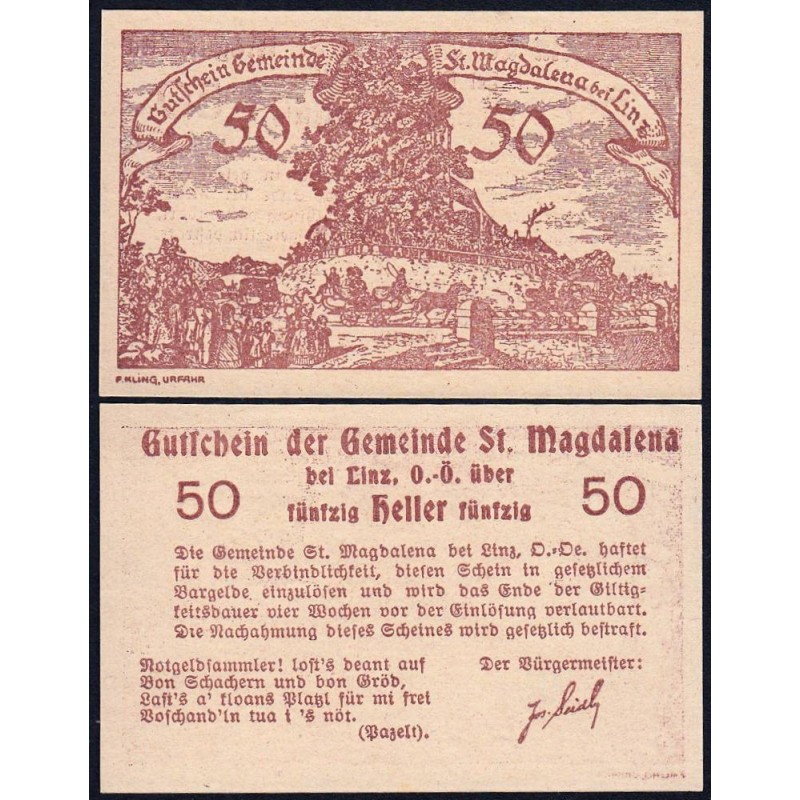 Gutschein Gemeinde
St. Magdalena bei Linz
50
50
F. KLING, URFAHR
Gutschein der Gemeinde St. Magdalena
bei Linz, O.-Ö. über
50
50
fünfzig Heller fünfzig
Die Gemeinde St. Magdalena bei Linz, O.-Oe. haftet
für die Verbindlichkeit, diesen Schein in gesetzlichem
Bargelde einzulösen und wird das Ende der Giltig-
keitsdauer vier Wochen vor der Einlösung verlautbart.
Die Nachahmung dieses Scheines wird gesetzlich bestraft.
Notgeldsammler! lost's deant auf
Von Schachern und von Gröd,
Last's a' kloans Platzl für mi frei
Voschand'ln tua i 's nöt.
(Pazelt).
Der Bürgermeister:
Jos. Seidl